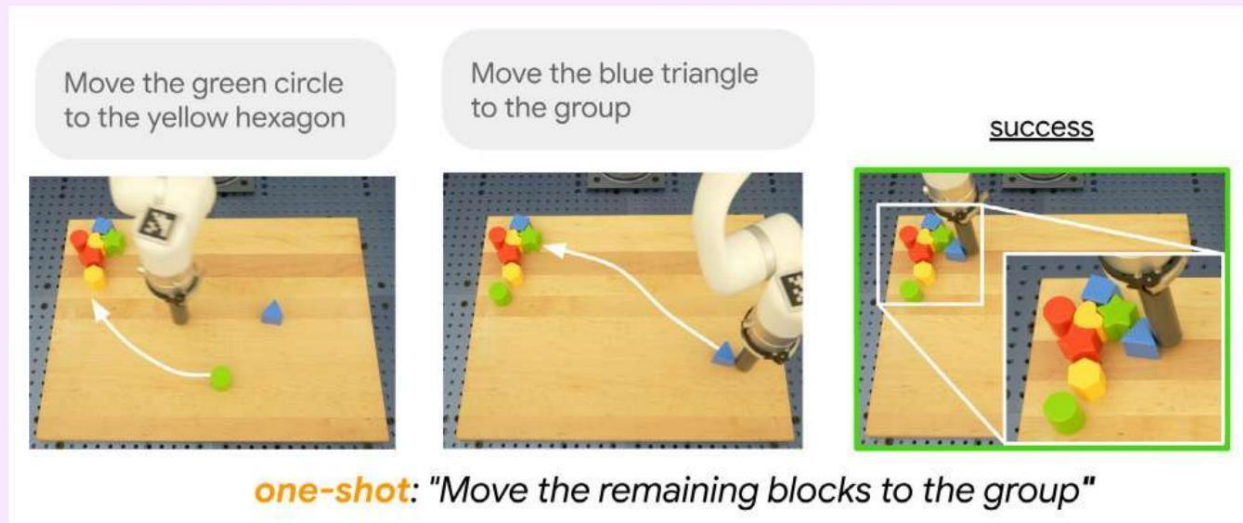 Move the green circle
to the yellow hexagon
Move the blue triangle
to the group
success
one-shot: "Move the remaining blocks to the group"